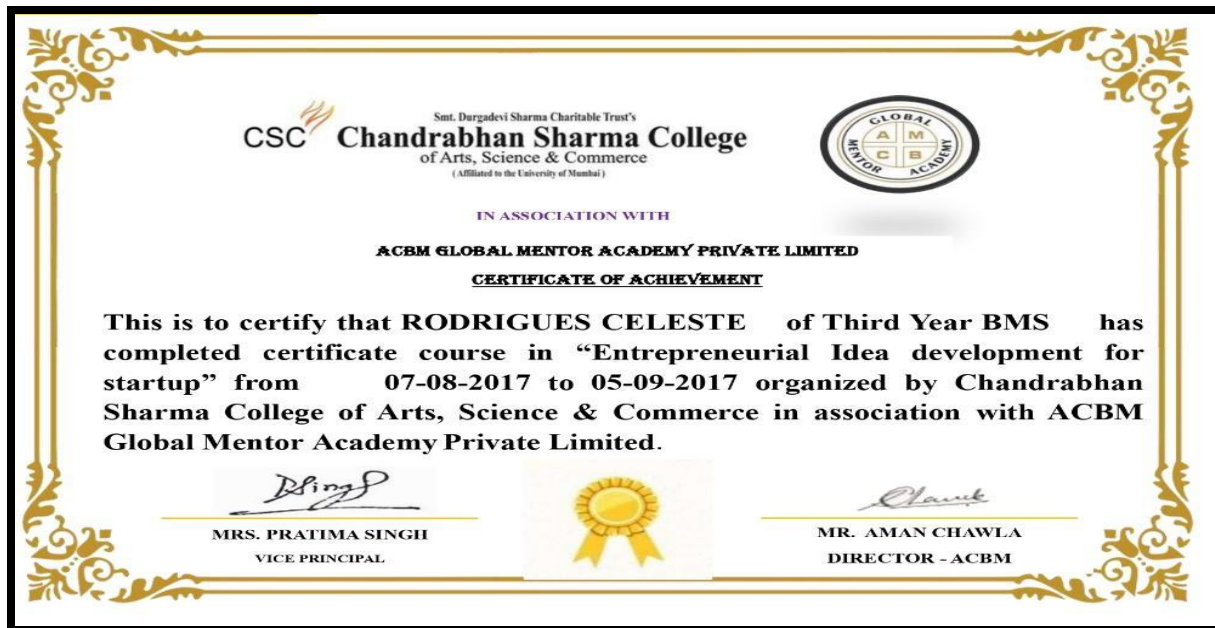 CSC
Smt. Durgadevi Sharma Charitable Trust's
Chandrabhan Sharma College
of Arts, Science & Commerce
(Affiliated to the University of Mumbai)
GLOBAL
MENTOR ACADEMY
A M
C B
IN ASSOCIATION WITH
ACBM GLOBAL MENTOR ACADEMY PRIVATE LIMITED
CERTIFICATE OF ACHIEVEMENT
This is to certify that RODRIGUES CELESTE of Third Year BMS has
completed certificate course in “Entrepreneurial Idea development for
startup” from 07-08-2017 to 05-09-2017 organized by Chandrabhan
Sharma College of Arts, Science & Commerce in association with ACBM
Global Mentor Academy Private Limited.
MRS. PRATIMA SINGH
VICE PRINCIPAL
MR. AMAN CHAWLA
DIRECTOR - ACBM